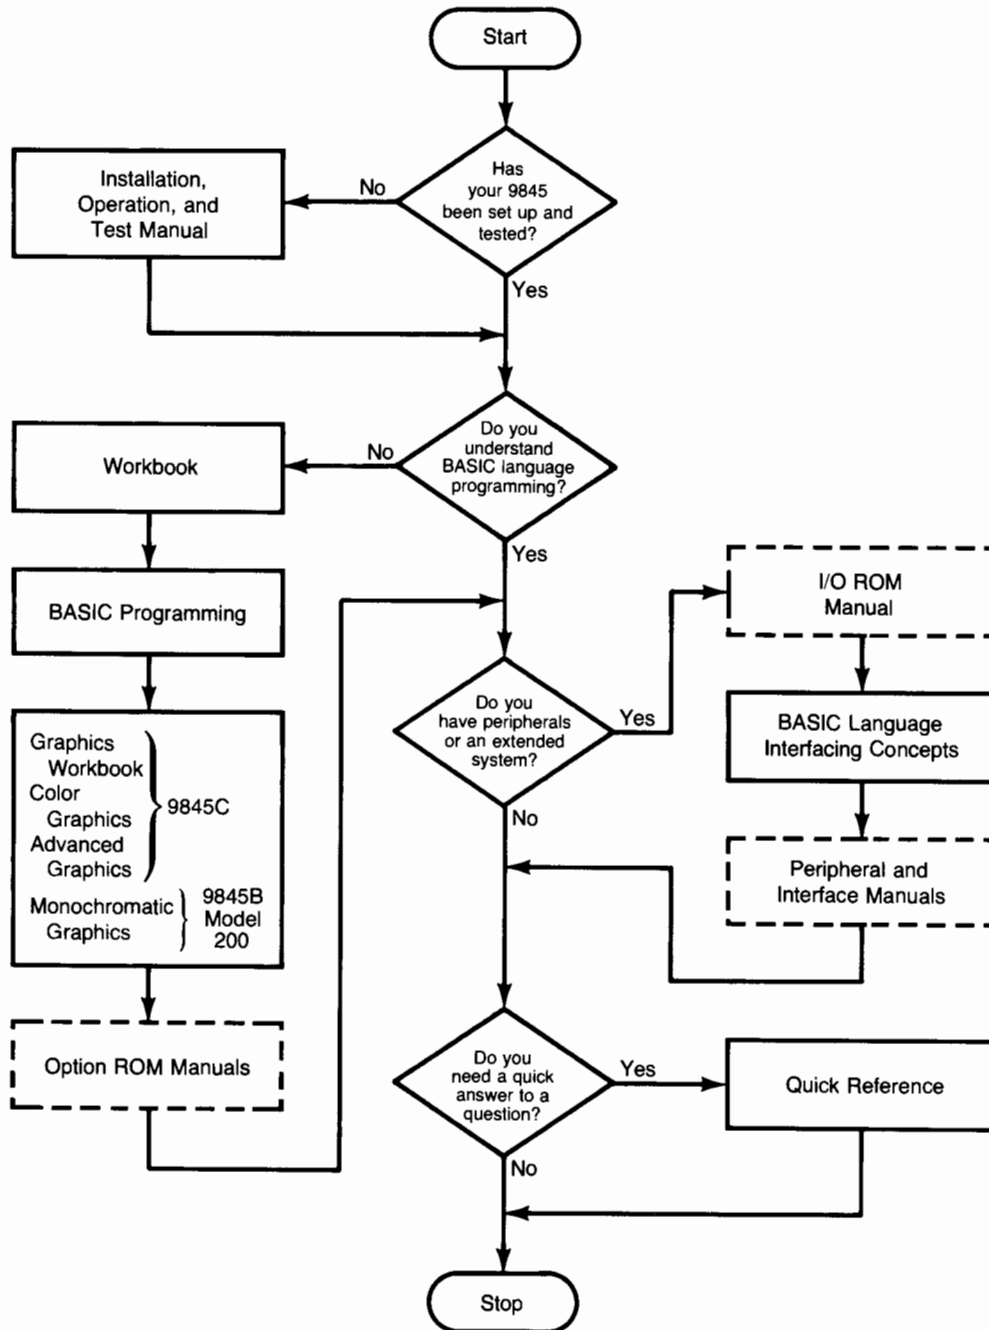 Start
Has
your 9845
been set up and
tested?
No
Installation,
Operation, and
Test Manual
Yes
Do you
understand
BASIC language
programming?
No
Workbook
Yes
BASIC Programming
Graphics
Workbook
Color
Graphics
Advanced
Graphics
9845C
Monochromatic
Graphics
9845B
Model
200
Option ROM Manuals
Do you
have peripherals
or an extended
system?
Yes
I/O ROM
Manual
BASIC Language
Interfacing Concepts
Peripheral and
Interface Manuals
No
Do you
need a quick
answer to a
question?
Yes
Quick Reference
No
Stop